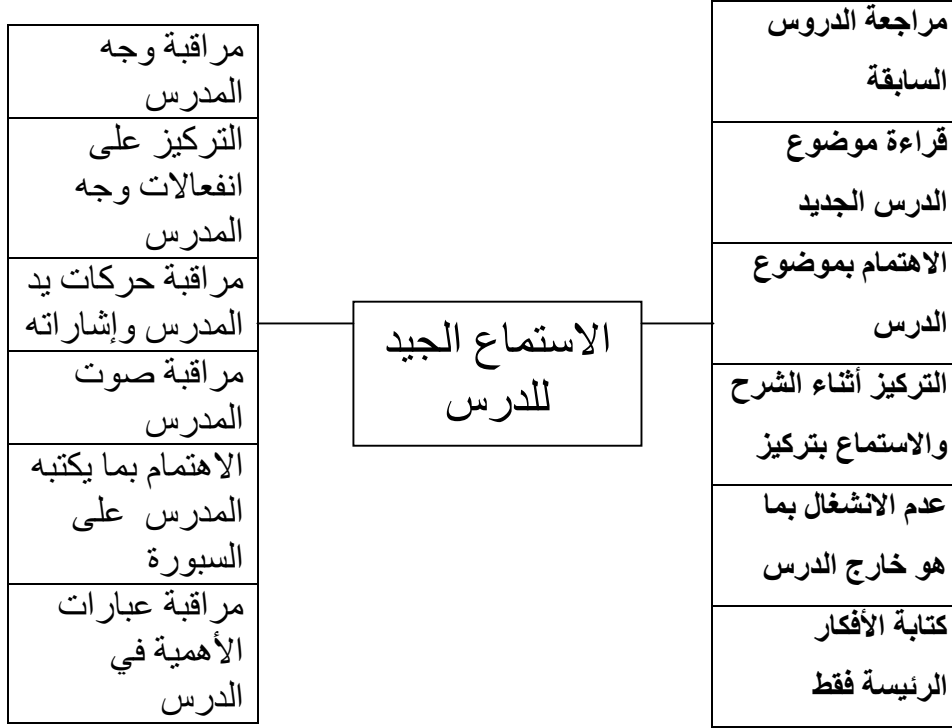 مراجعة الدروس
السابقة
قراءة موضوع
الدرس الجديد
الاهتمام بموضوع
الدرس
التركيز أثناء الشرح
والاستماع بتركيز
عدم الانشغال بما
هو خارج الدرس
كتابة الأفكار
الرئيسة فقط
الاستماع الجيد
للدرس
مراقبة وجه
المدرس
التركيز على
انفعالات وجه
المدرس
مراقبة حركات يد
المدرس وإشاراته
مراقبة صوت
المدرس
الاهتمام بما يكتبه
المدرس على
السبورة
مراقبة عبارات
الأهمية في
الدرس